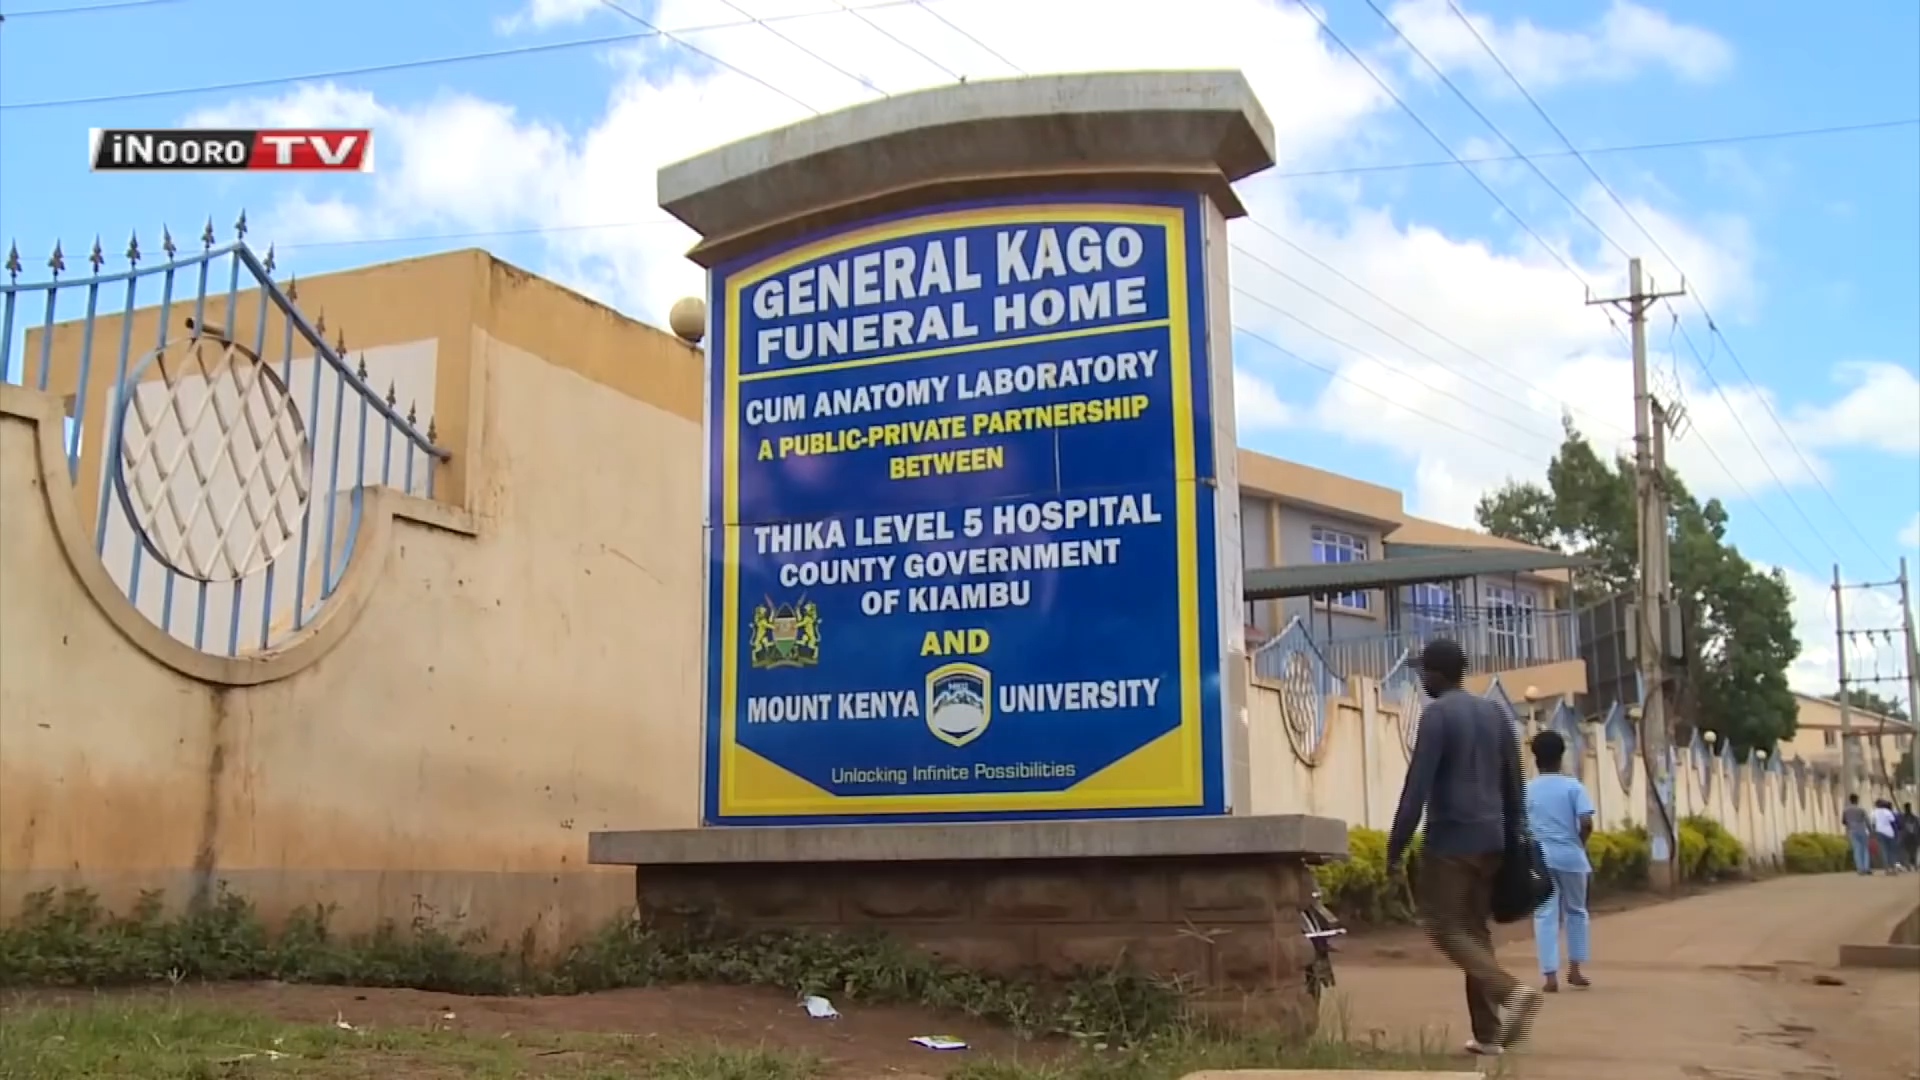 iNOORO TV
GENERAL KAGO
FUNERAL HOME
CUM ANATOMY LABORATORY
A PUBLIC-PRIVATE PARTNERSHIP
BETWEEN
THIKA LEVEL 5 HOSPITAL
COUNTY GOVERNMENT
OF KIAMBU
AND
MOUNT KENYA UNIVERSITY
Unlocking Infinite Possibilities